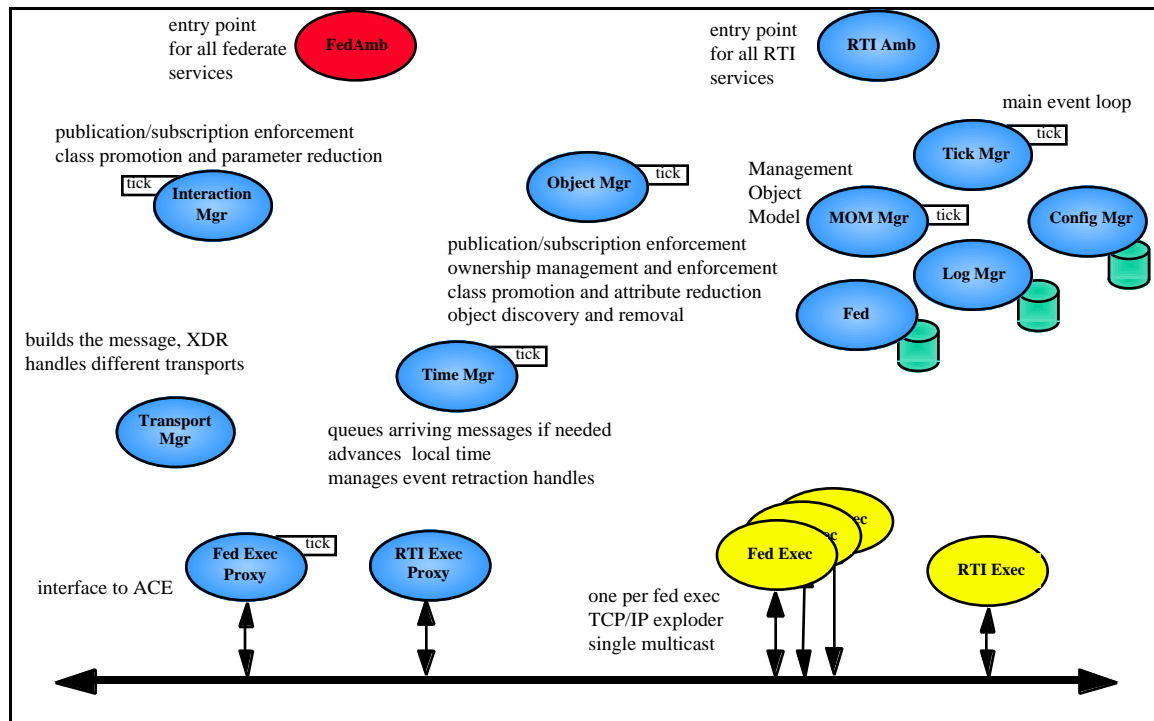 entry point
for all federate
services
FedAmb
entry point
for all RTI
services
RTI Amb
main event loop
tick
Tick Mgr
publication/subscription enforcement
class promotion and parameter reduction
tick
Interaction
Mgr
Object Mgr
tick
Management
Object
Model
MOM Mgr
tick
Config Mgr
publication/subscription enforcement
ownership management and enforcement
class promotion and attribute reduction
object discovery and removal
Log Mgr
Fed
builds the message, XDR
handles different transports
Time Mgr
tick
Transport
Mgr
queues arriving messages if needed
advances local time
manages event retraction handles
Fed Exec
Proxy
tick
RTI Exec
Proxy
interface to ACE
Fed Exec
RTI Exec
one per fed exec
TCP/IP exploder
single multicast